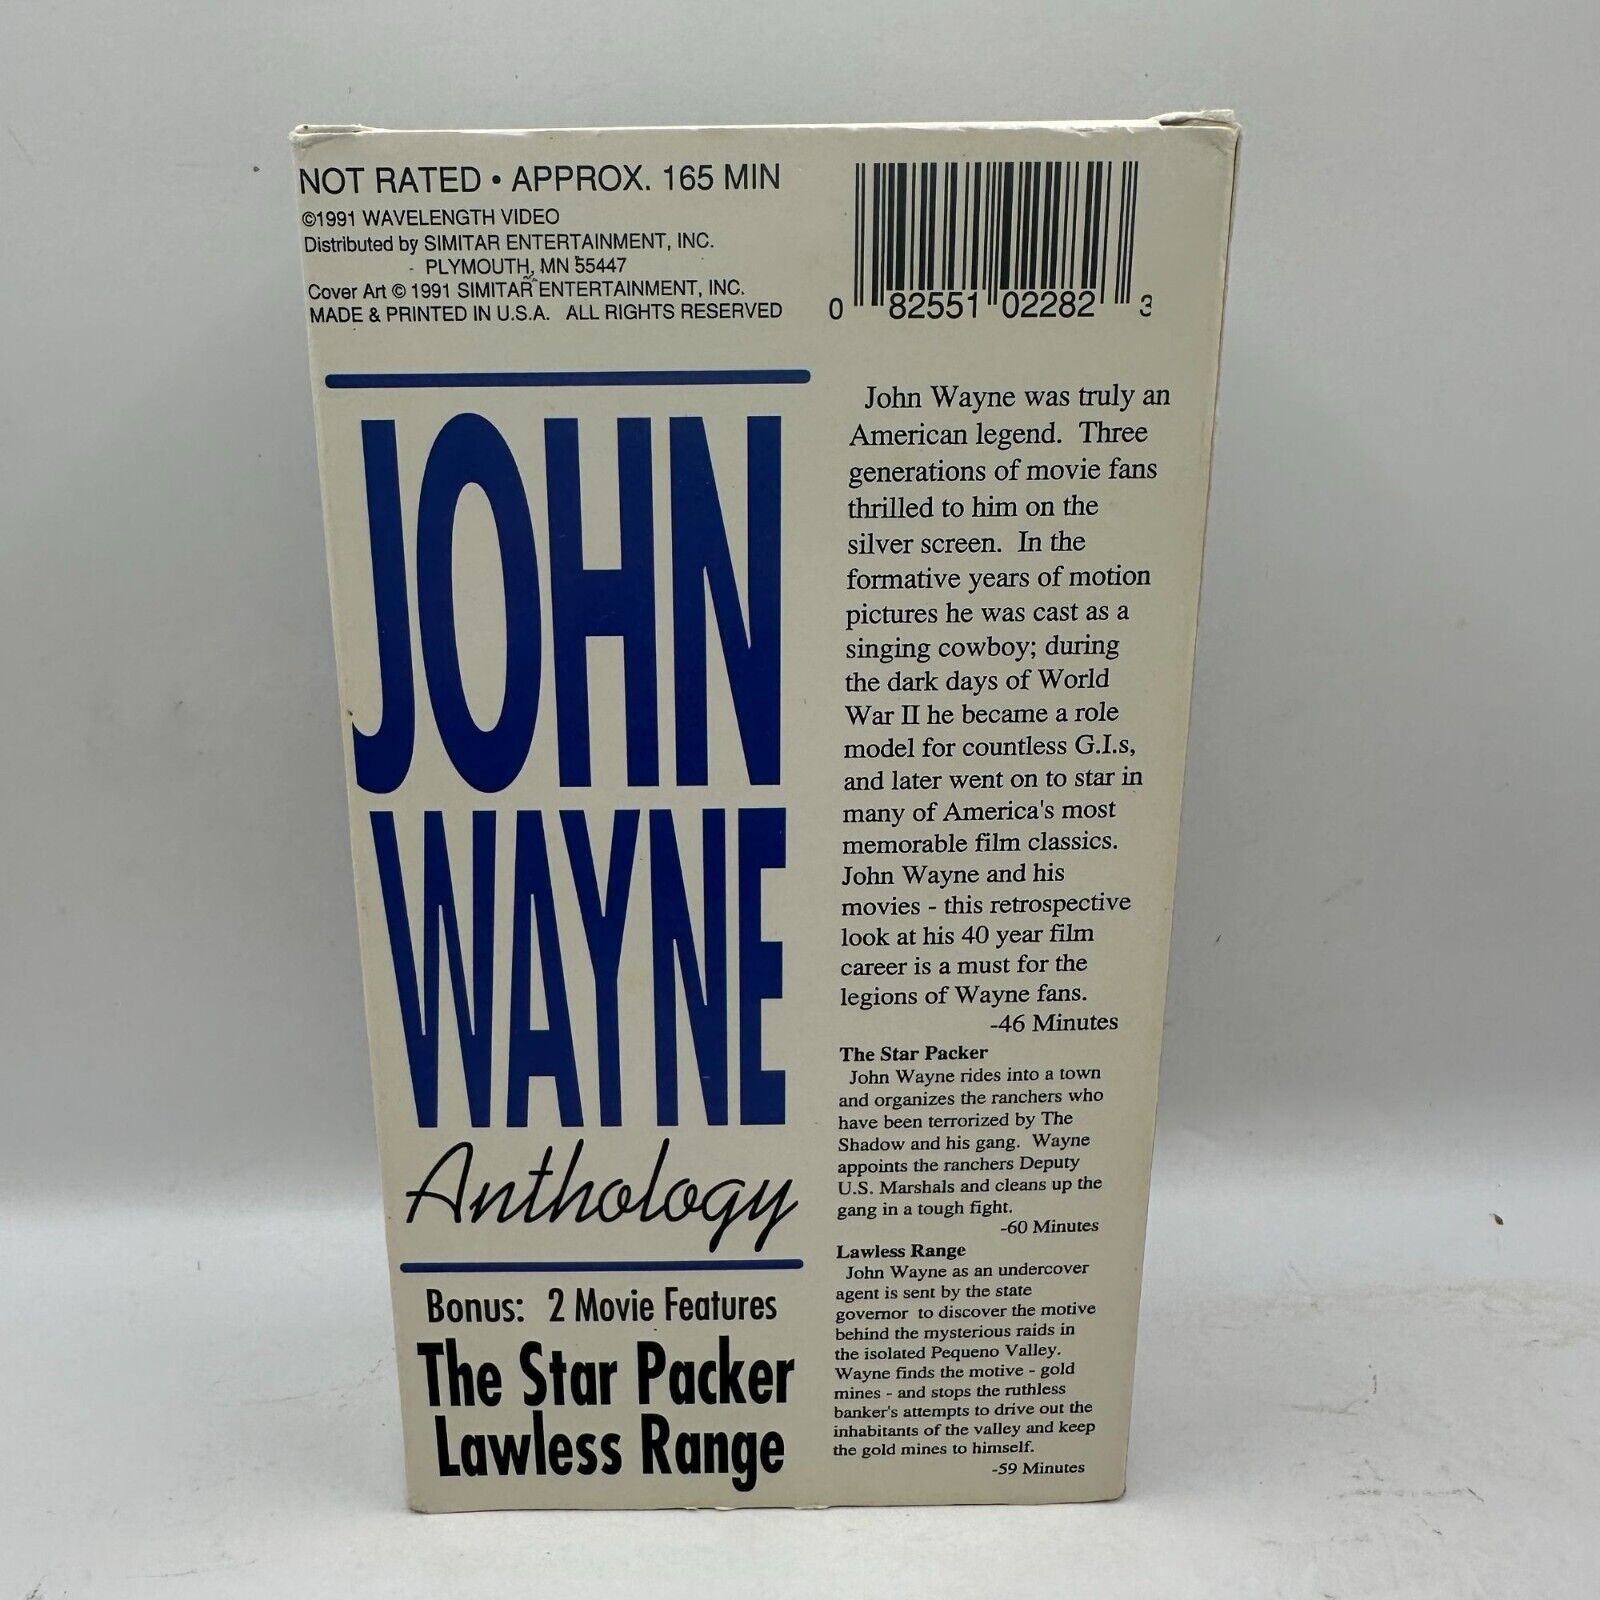 NOT RATED • APPROX. 165 MIN
©1991 WAVELENGTH VIDEO
Distributed by SIMITAR ENTERTAINMENT, INC.
PLYMOUTH, MN 55447
Cover Art © 1991 SIMITAR ENTERTAINMENT, INC.
MADE & PRINTED IN U.S.A. ALL RIGHTS RESERVED
0 82551 02282 3
JOHN
WAYNE
Anthology
Bonus: 2 Movie Features
The Star Packer
Lawless Range
John Wayne was truly an
American legend. Three
generations of movie fans
thrilled to him on the
silver screen. In the
formative years of motion
pictures he was cast as a
singing cowboy; during
the dark days of World
War II he became a role
model for countless G.I.s,
and later went on to star in
many of America's most
memorable film classics.
John Wayne and his
movies - this retrospective
look at his 40 year film
career is a must for the
legions of Wayne fans.
-46 Minutes
The Star Packer
John Wayne rides into a town
and organizes the ranchers who
have been terrorized by The
Shadow and his gang. Wayne
appoints the ranchers Deputy
U.S. Marshals and cleans up the
gang in a tough fight.
-60 Minutes
Lawless Range
John Wayne as an undercover
agent is sent by the state
governor to discover the motive
behind the mysterious raids in
the isolated Pequeno Valley.
Wayne finds the motive - gold
mines - and stops the ruthless
banker's attempts to drive out the
inhabitants of the valley and keep
the gold mines to himself.
-59 Minutes